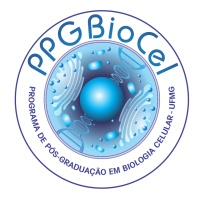 PPGBioCel
PROGRAMA DE PÓS-GRADUAÇÃO EM BIOLOGIA CELULAR - UFMG